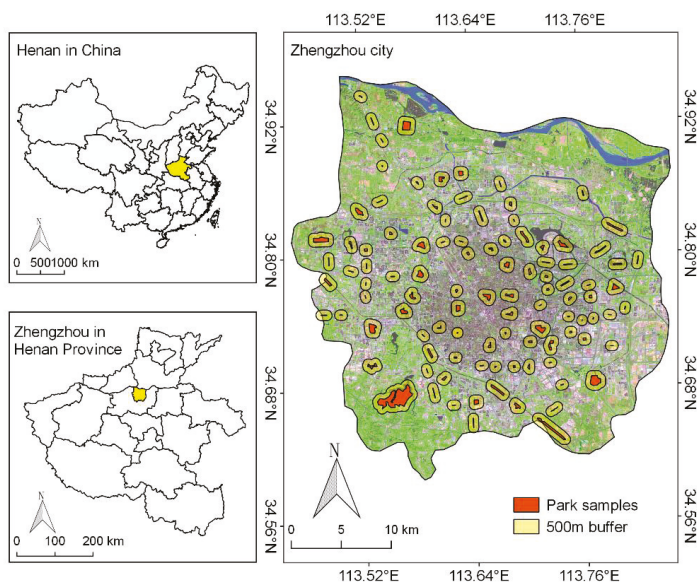 Henan in China
N
0 5001000 km
Zhengzhou in
Henan Province
N
0 100 200 km
113.52°E 113.64°E 113.76°E
Zhengzhou city
34.92°N 34.92°N
34.80°N 34.80°N
34.68°N 34.68°N
34.56°N 34.56°N
N
0 5 10 km
Park samples
500m buffer
113.52°E 113.64°E 113.76°E